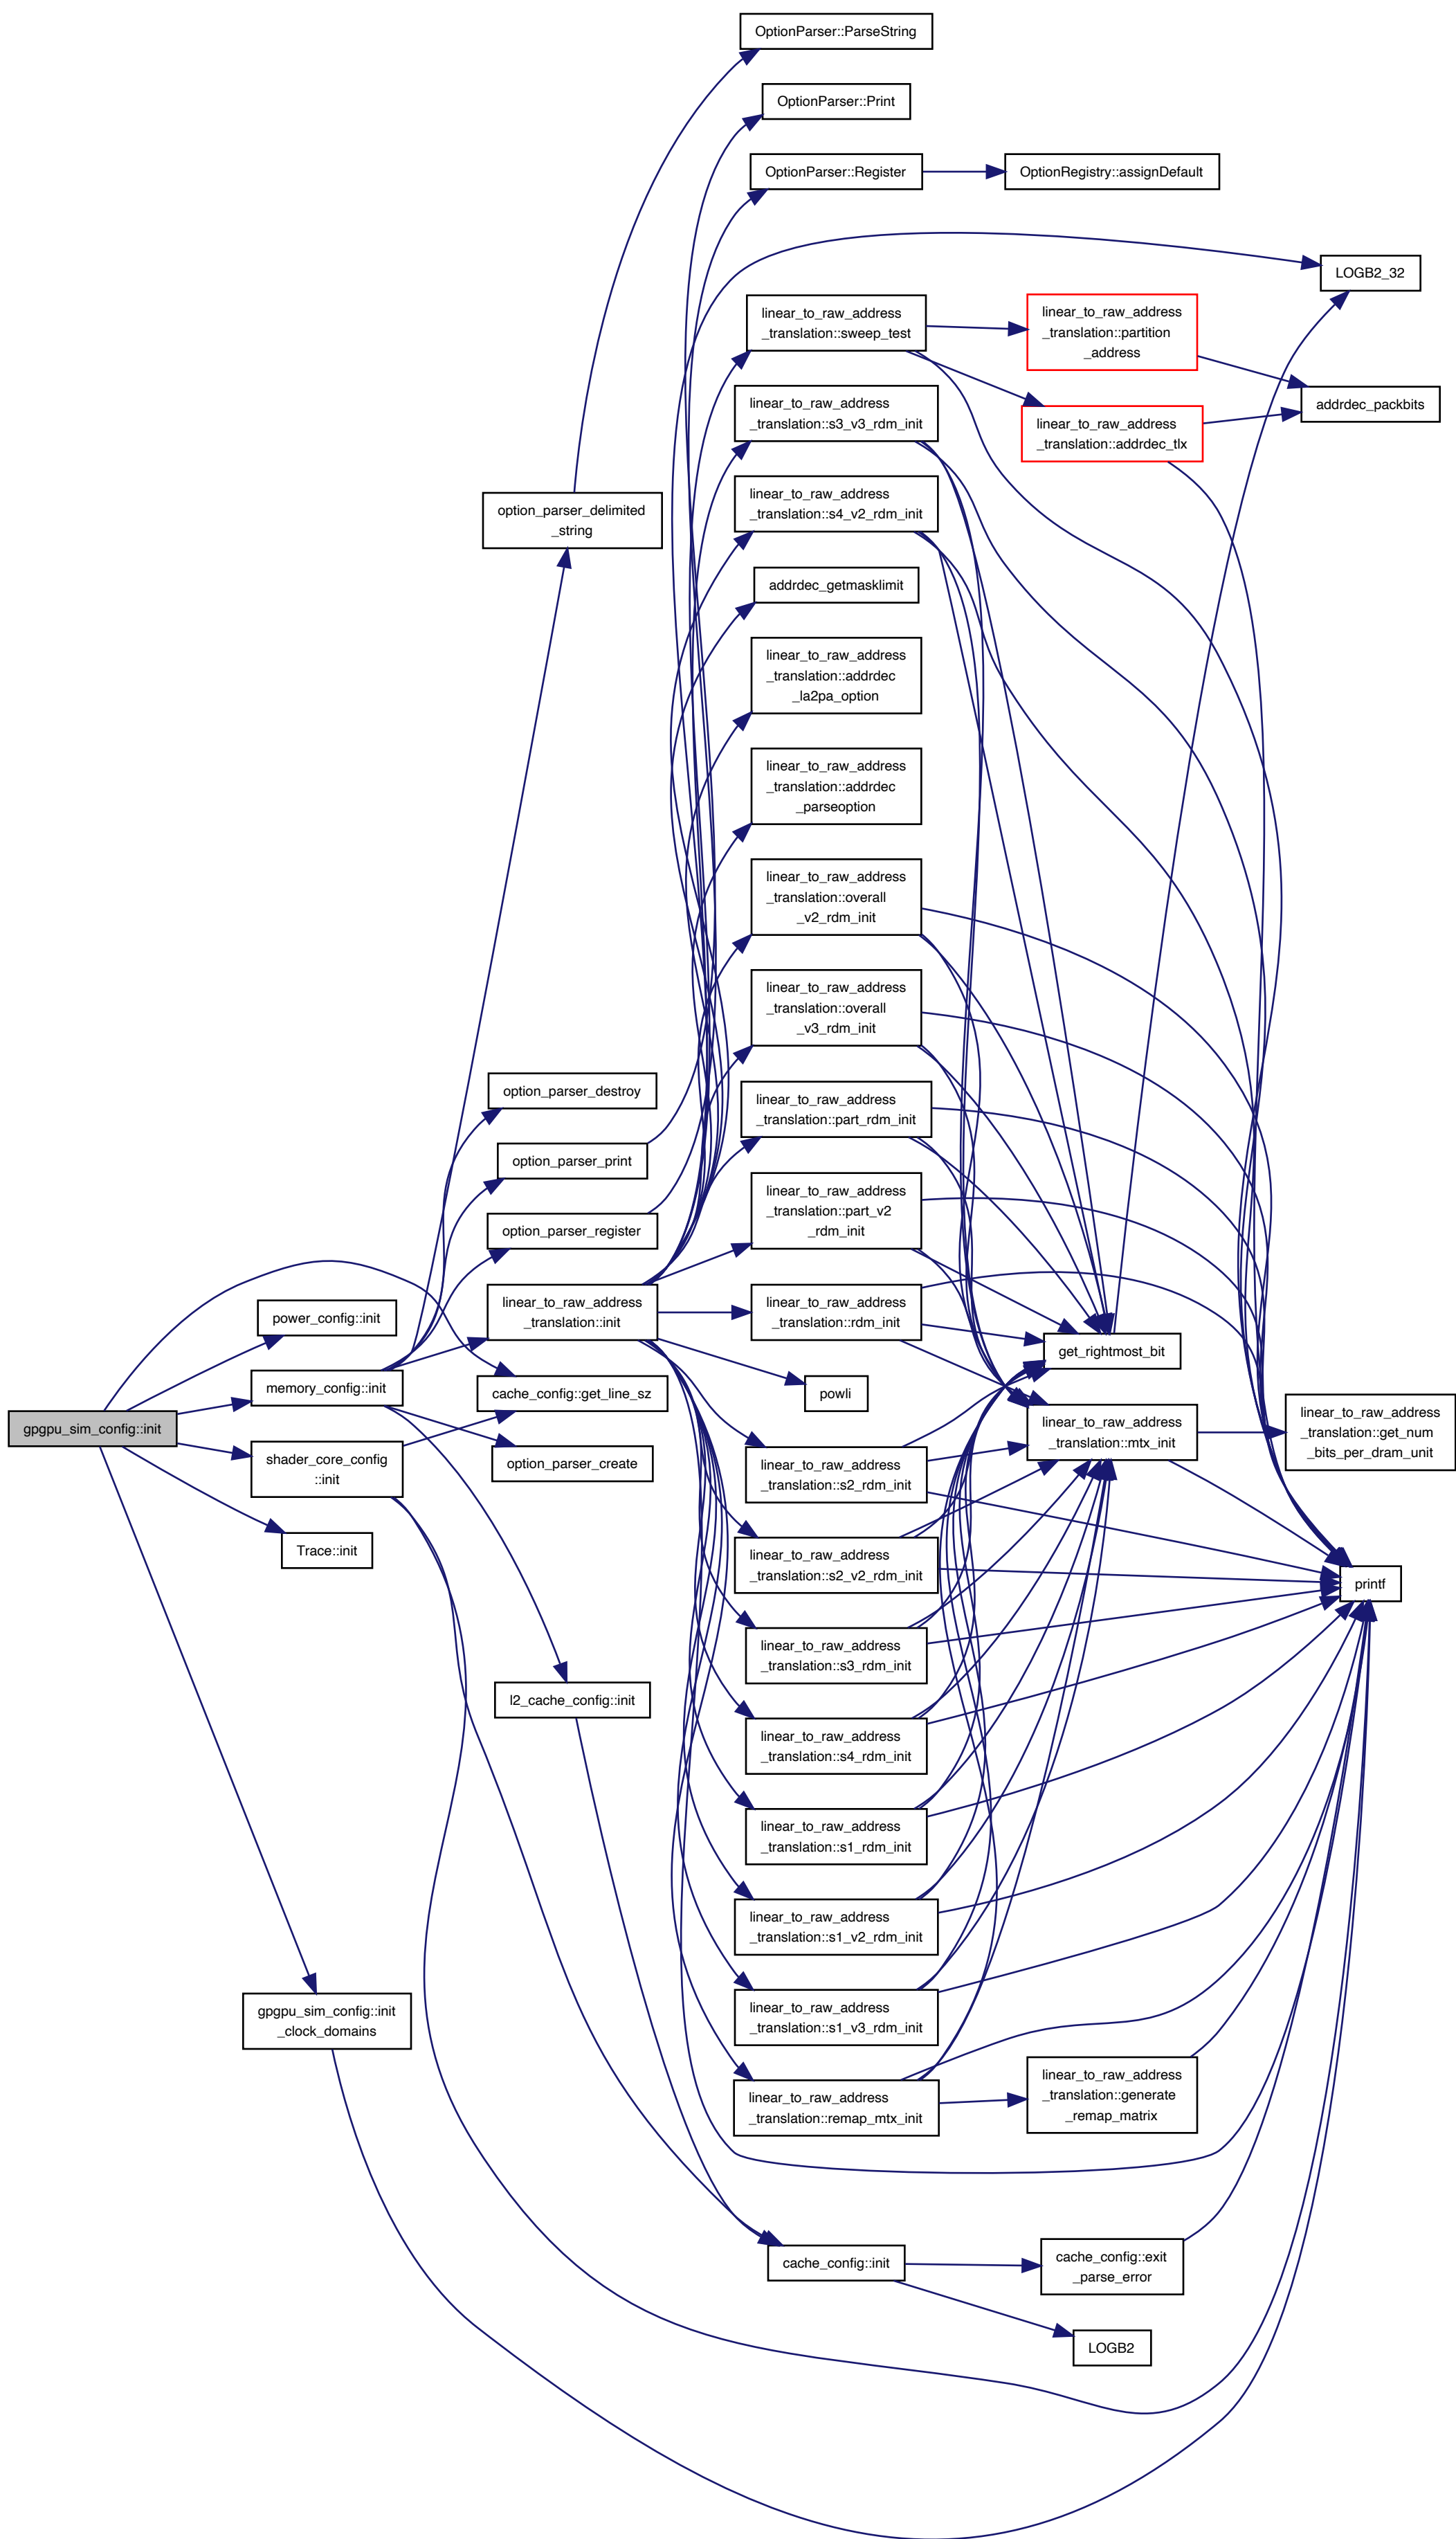 OptionParser::ParseString
OptionParser::Print
OptionParser::Register
OptionRegistry::assignDefault
LOGB2_32
linear_to_raw_address
_translation::sweep_test
linear_to_raw_address
_translation::partition
_address
addrdec_packbits
linear_to_raw_address
_translation::s3_v3_rdm_init
linear_to_raw_address
_translation::addrdec_tlx
linear_to_raw_address
_translation::s4_v2_rdm_init
option_parser_delimited
_string
addrdec_getmasklimit
linear_to_raw_address
_translation::addrdec
_la2pa_option
linear_to_raw_address
_translation::addrdec
_parseoption
linear_to_raw_address
_translation::overall
_v2_rdm_init
linear_to_raw_address
_translation::overall
_v3_rdm_init
option_parser_destroy
linear_to_raw_address
_translation::part_rdm_init
option_parser_print
linear_to_raw_address
_translation::part_v2
_rdm_init
option_parser_register
linear_to_raw_address
_translation::init
linear_to_raw_address
_translation::rdm_init
power_config::init
get_rightmost_bit
memory_config::init
cache_config::get_line_sz
powli
gpgpu_sim_config::init
linear_to_raw_address
_translation::mtx_init
linear_to_raw_address
_translation::get_num
_bits_per_dram_unit
shader_core_config
::init
option_parser_create
linear_to_raw_address
_translation::s2_rdm_init
Trace::init
linear_to_raw_address
_translation::s2_v2_rdm_init
printf
linear_to_raw_address
_translation::s3_rdm_init
l2_cache_config::init
linear_to_raw_address
_translation::s4_rdm_init
linear_to_raw_address
_translation::s1_rdm_init
linear_to_raw_address
_translation::s1_v2_rdm_init
gpgpu_sim_config::init
_clock_domains
linear_to_raw_address
_translation::s1_v3_rdm_init
linear_to_raw_address
_translation::remap_mtx_init
linear_to_raw_address
_translation::generate
_remap_matrix
cache_config::init
cache_config::exit
_parse_error
LOGB2